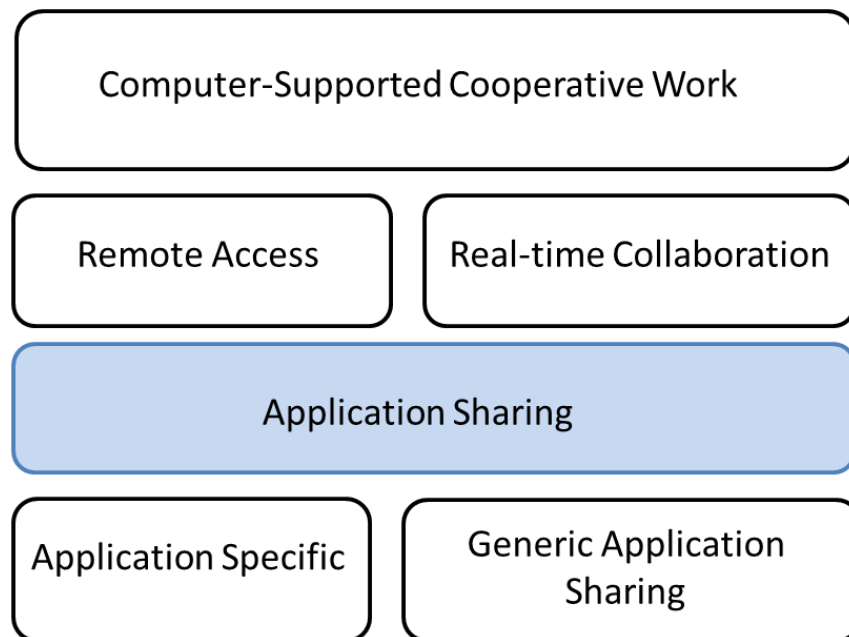 Computer-Supported Cooperative Work
Remote Access
Real-time Collaboration
Application Sharing
Application Specific
Generic Application
Sharing